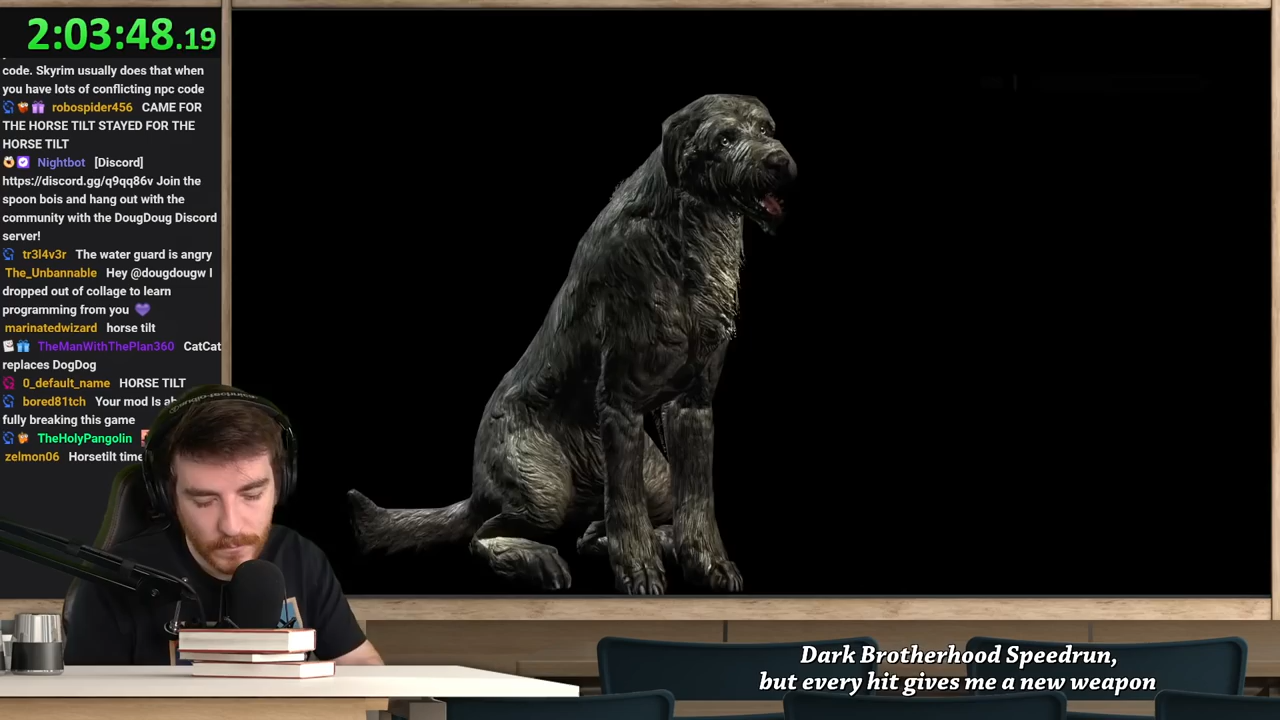 2:03:48.19
code. Skyrim usually does that when
you have lots of conflicting npc code
robospider456 CAME FOR
THE HORSE TILT STAYED FOR THE
HORSE TILT
Nightbot [Discord]
https://discord.gg/q9qq86v Join the
spoon bois and hang out with the
community with the DougDoug Discord
server!
tr3l4v3r The water guard is angry
The_Unbannable Hey @dougdougw I
dropped out of collage to learn
programming from you
marinatedwizard horse tilt
TheManWithThePlan360 CatCat
replaces DogDog
0_default_name HORSE TILT
bored81tch Your mod Is
fully breaking this game
TheHolyPangolin
zelmon06 Horsetilt time
Dark Brotherhood Speedrun,
but every hit gives me a new weapon